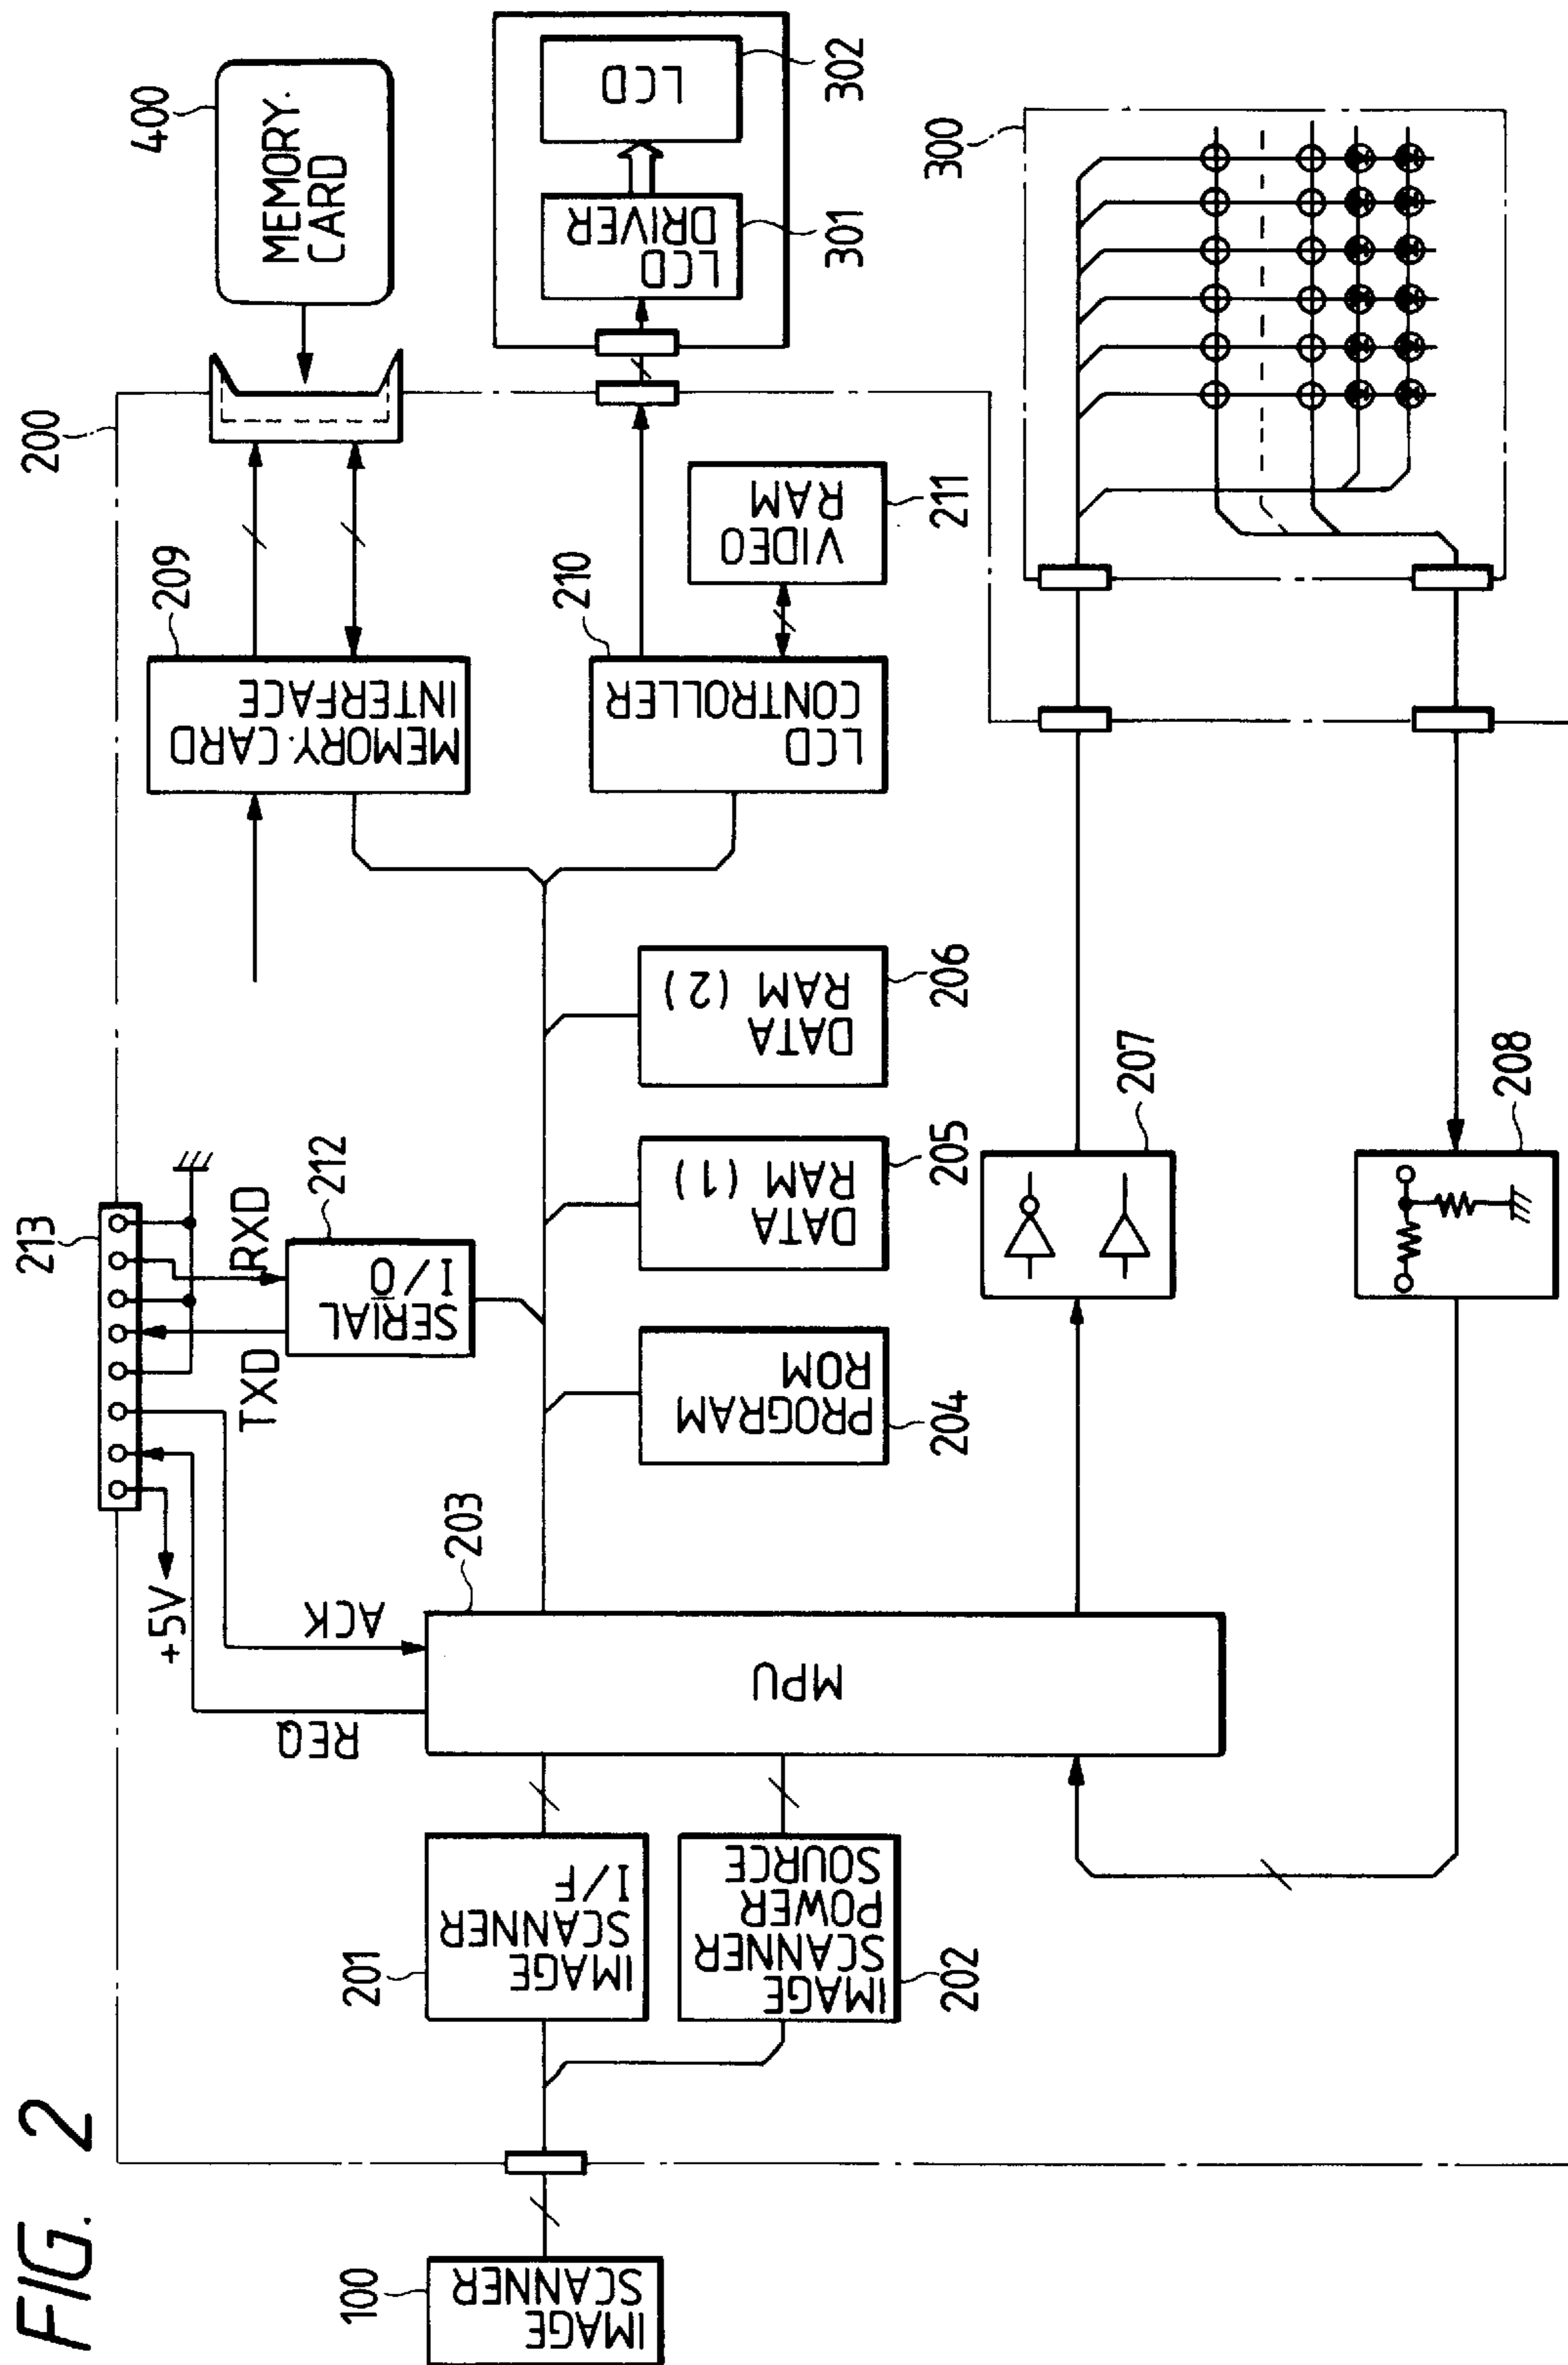 FIG. 2
200
213
+5V
REQ
ACK
TXD
RXD
400
MEMORY.
CARD
209
MEMORY.CARD
INTERFACE
212
SERIAL
I/O
100
IMAGE
SCANNER
201
IMAGE
SCANNER
I/F
IMAGE
SCANNER
POWER
SOURCE
202
203
MPU
PROGRAM
ROM
204
DATA
RAM (1)
205
DATA
RAM (2)
206
210
LCD
CONTROLLER
VIDEO
RAM
211
LCD
DRIVER
301
LCD
302
207
208
300